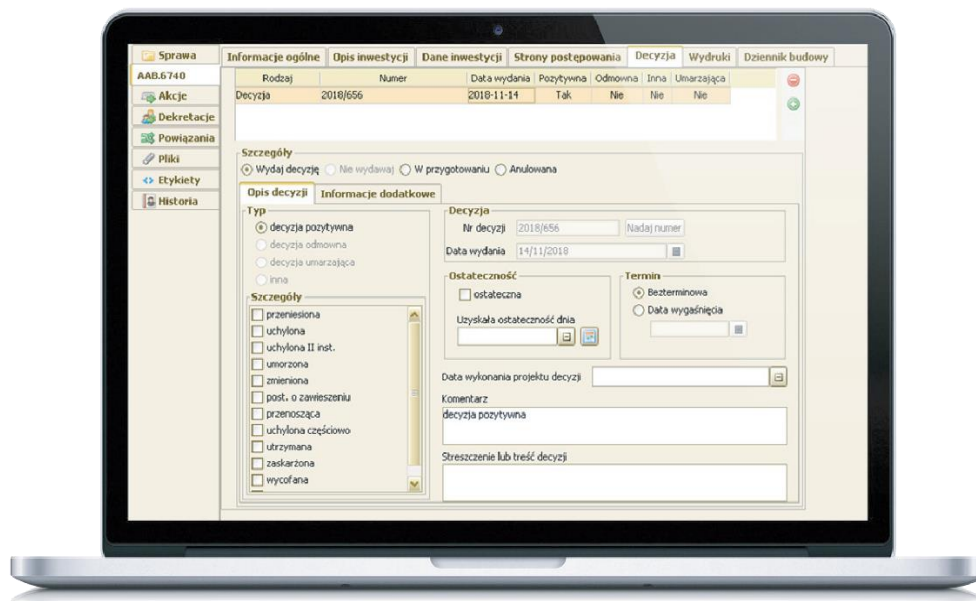 Sprawa
Informacje ogólne Opis inwestycji Dane inwestycji Strony postępowania Decyzja Wydruki Dziennik budowy
AAB.6740
Akcje
Dekretacje
Powiązania
Pliki
Etykiety
Historia
Rodzaj Numer Data wydania Pozytywna Odmowna Inna Umarzająca
Decyzja 2018/656 2018-11-14 Tak Nie Nie Nie
Szczegóły
Wydaj decyzję Nie wydawaj W przygotowaniu Anulowana
Opis decyzji Informacje dodatkowe
Typ
decyzja pozytywna
decyzja odmowna
decyzja umarzająca
inna
Szczegóły
przeniesiona
uchylona
uchylona II inst.
umorzona
zmieniona
post. o zawieszeniu
przenosząca
uchylona częściowo
utrzymana
zaskarżona
wycofana
Decyzja
Nr decyzji 2018/656 Nadaj numer
Data wydania 14/11/2018
Ostateczność
ostateczna
Uzyskała ostateczność dnia
Termin
Bezterminowa
Data wygaśnięcia
Data wykonania projektu decyzji
Komentarz
decyzja pozytywna
Streszczenie lub treść decyzji